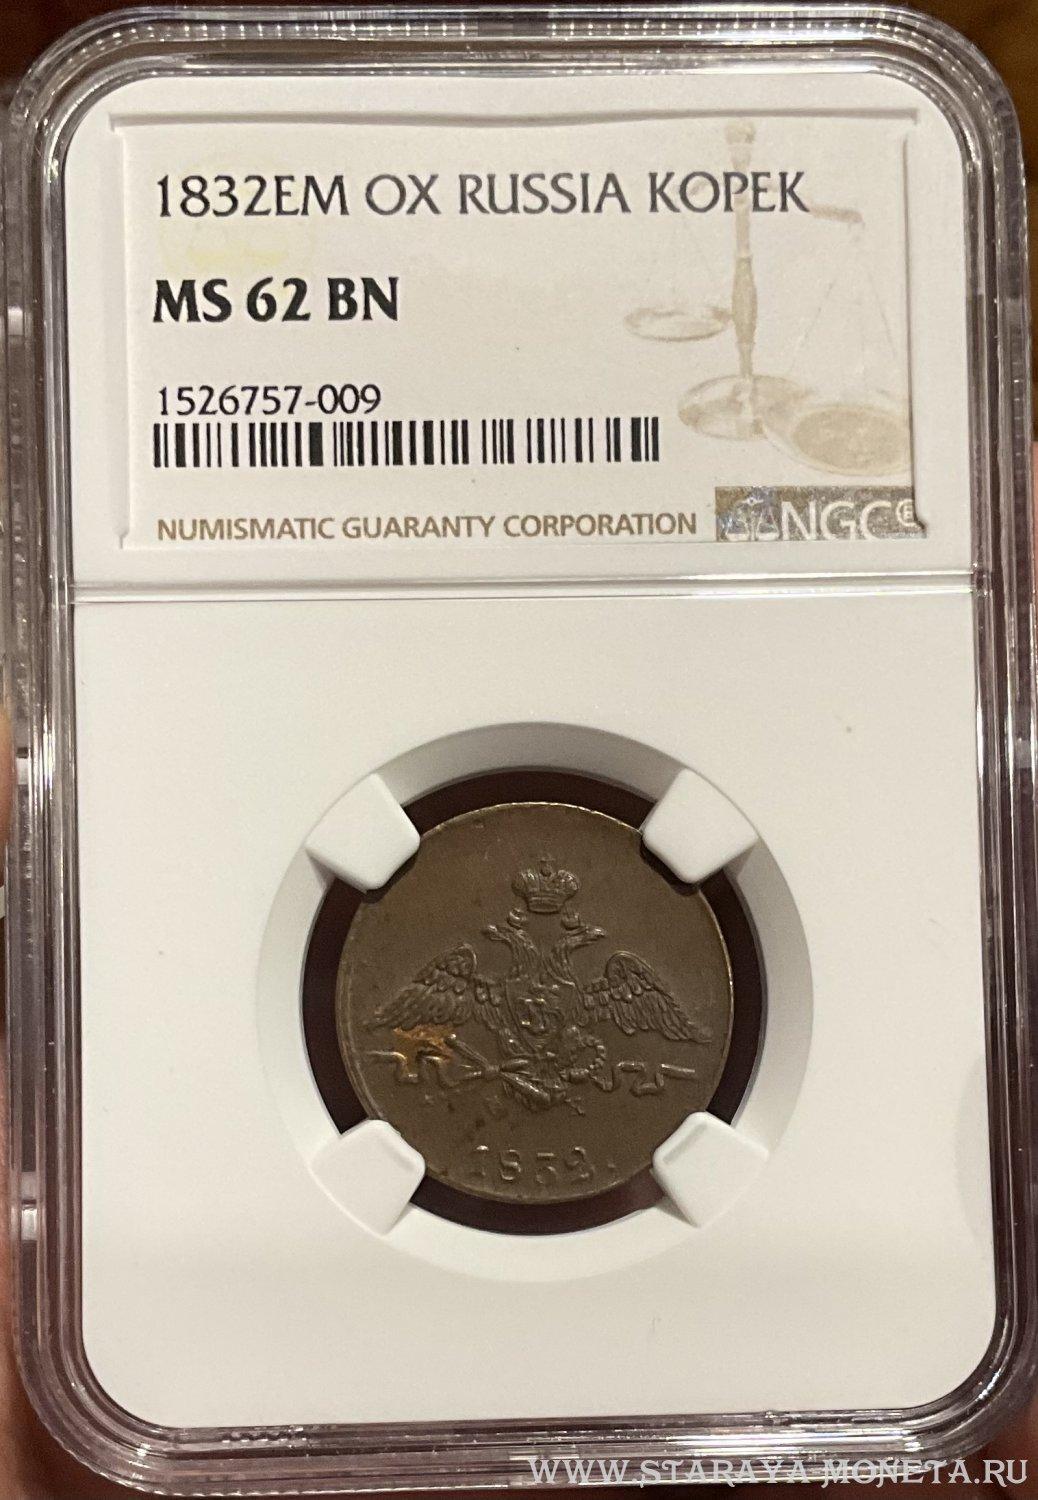 1832EM OX RUSSIA KOPEK
MS 62 BN
1526757-009
NUMISMATIC GUARANTY CORPORATION
NGC
1832
WWW.STARAYA-MONETA.RU